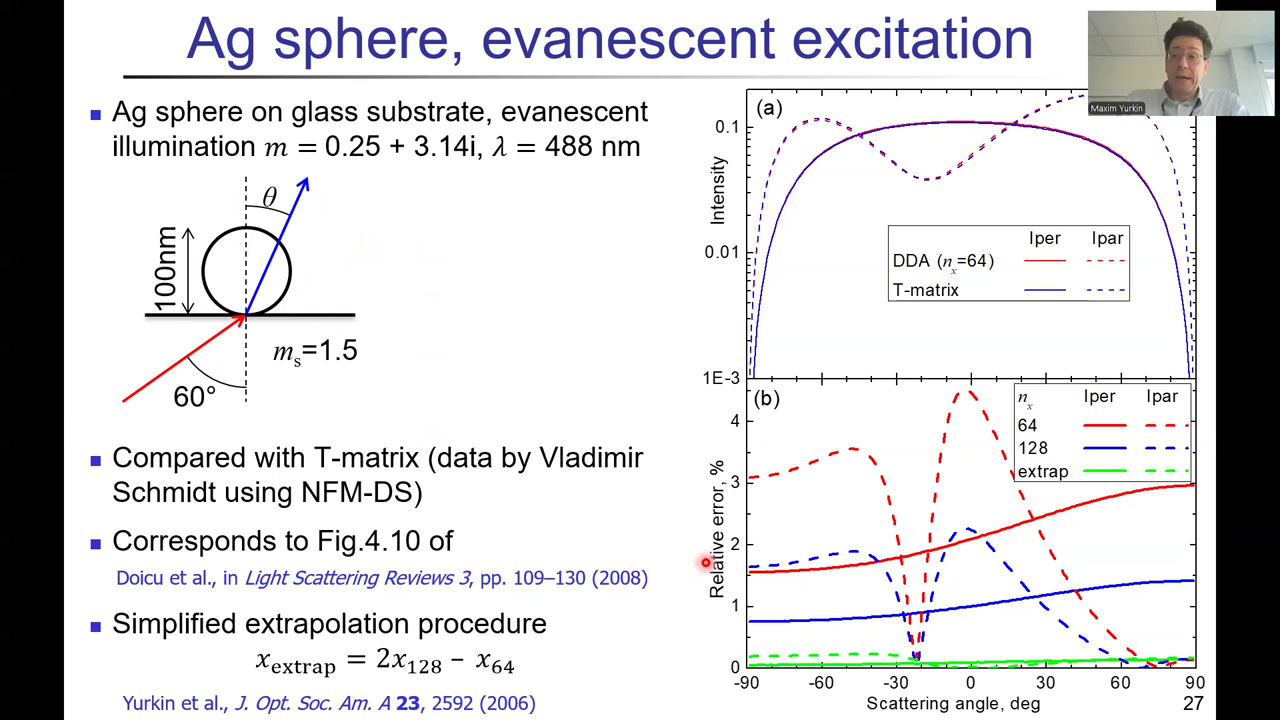 Ag sphere, evanescent excitation
Maxim Yurkin
Ag sphere on glass substrate, evanescent
illumination m = 0.25 + 3.14i, λ = 488 nm
θ
100nm
mₛ=1.5
60°
Compared with T-matrix (data by Vladimir
Schmidt using NFM-DS)
Corresponds to Fig.4.10 of
Doicu et al., in Light Scattering Reviews 3, pp. 109–130 (2008)
Simplified extrapolation procedure
x_extrap = 2x₁₂₈ – x₆₄
Yurkin et al., J. Opt. Soc. Am. A 23, 2592 (2006)
(a)
0.1
0.01
1E-3
Intensity
Iper Ipar
DDA (nₓ=64)
T-matrix
(b)
4
3
2
1
0
Relative error, %
nₓ Iper Ipar
64
128
extrap
-90 -60 -30 0 30 60 90
Scattering angle, deg
27